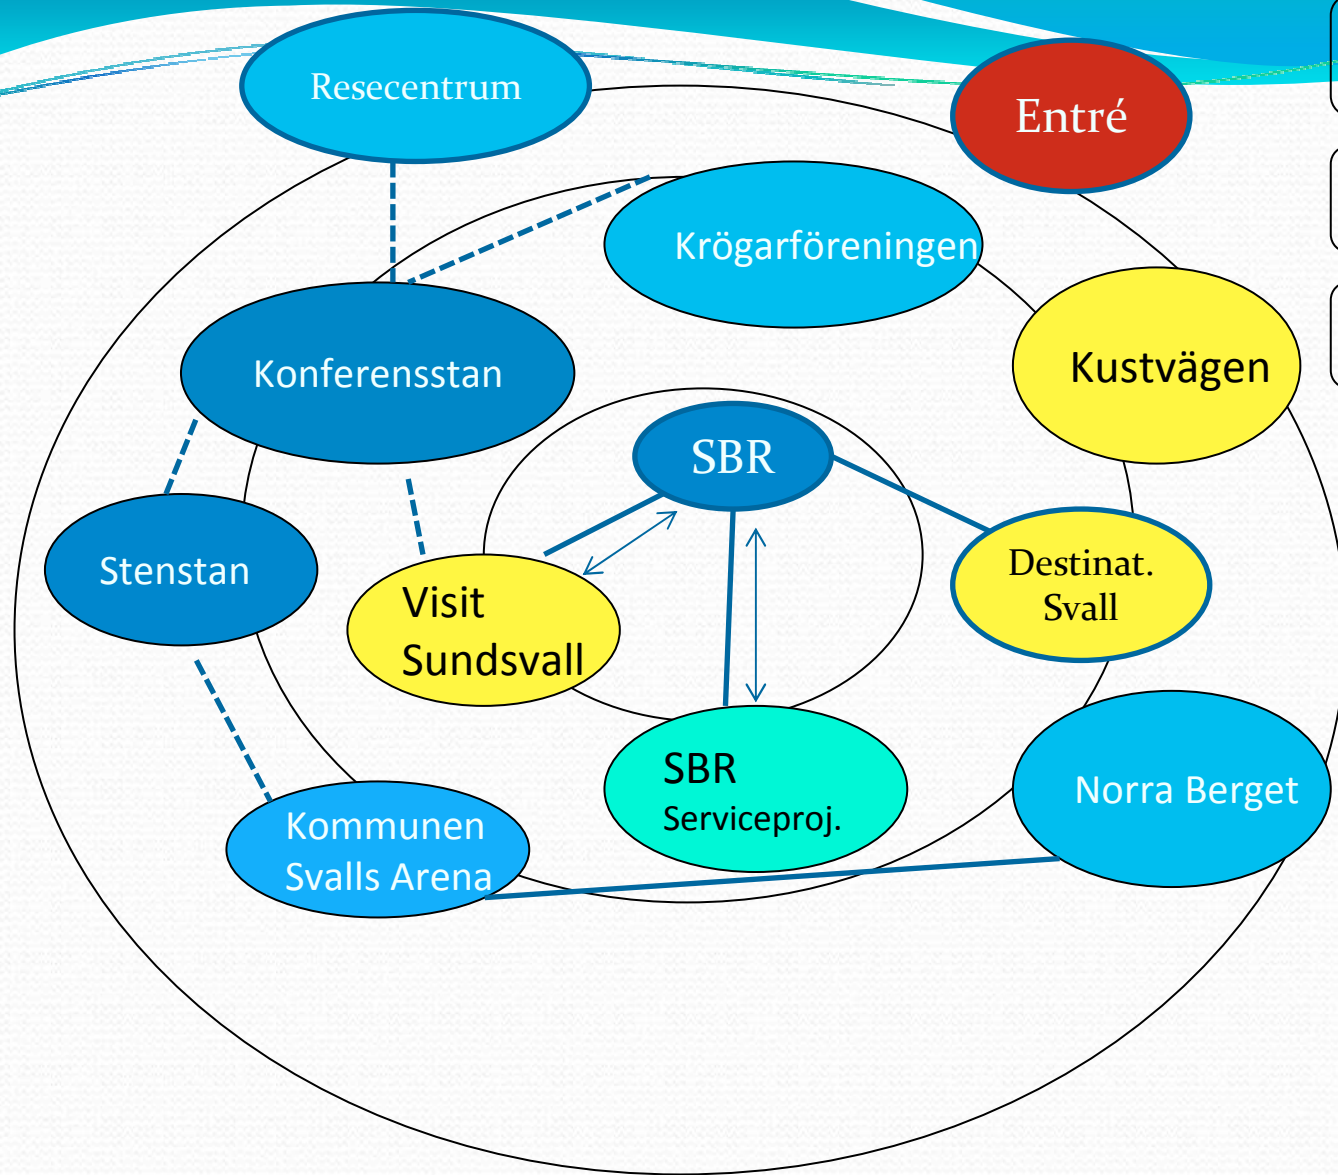 Resecentrum
Entré
Krögarföreningen
Konferensstan
Kustvägen
SBR
Stenstan
Destinat.
Svall
Visit
Sundsvall
SBR
Serviceproj.
Norra Berget
Kommunen
Svalls Arena